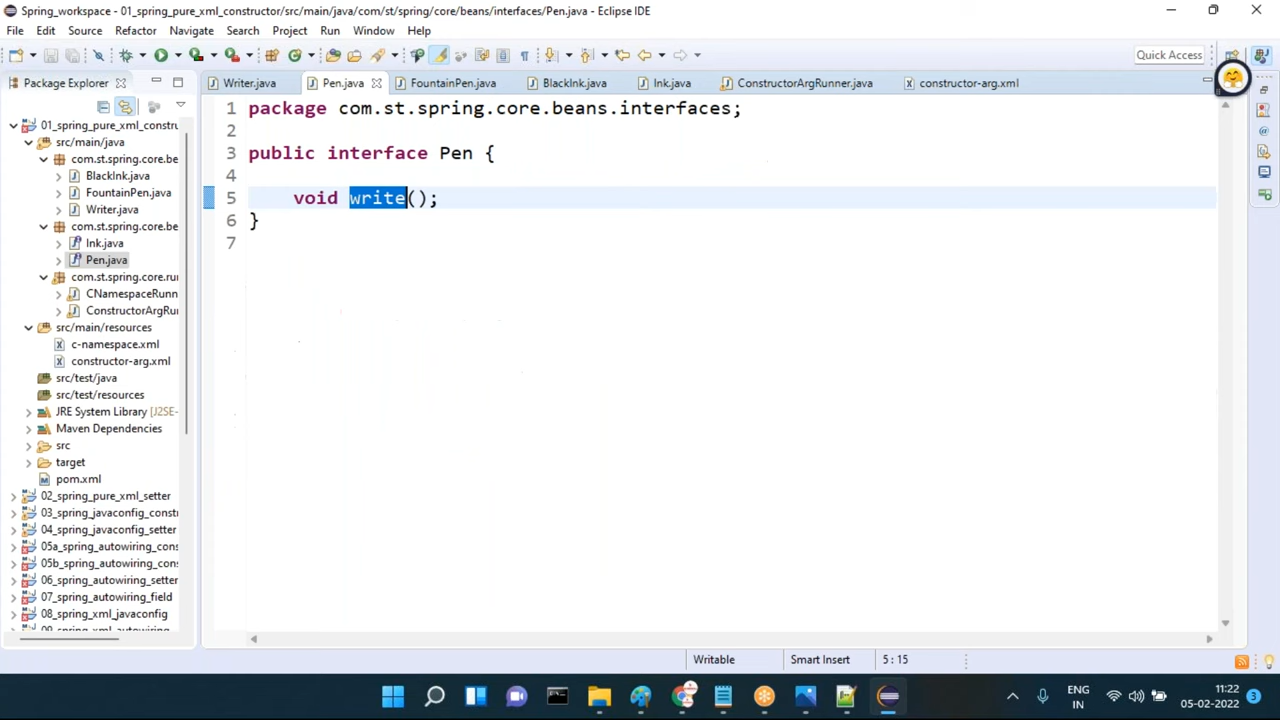 Spring_workspace - 01_spring_pure_xml_constructor/src/main/java/com/st/spring/core/beans/interfaces/Pen.java - Eclipse IDE
File Edit Source Refactor Navigate Search Project Run Window Help
Quick Access
Package Explorer
Writer.java Pen.java FountainPen.java BlackInk.java Ink.java ConstructorArgRunner.java constructor-arg.xml
1 package com.st.spring.core.beans.interfaces;
2
3 public interface Pen {
4
5 void write();
6 }
7
01_spring_pure_xml_constru
src/main/java
com.st.spring.core.be
BlackInk.java
FountainPen.java
Writer.java
com.st.spring.core.be
Ink.java
Pen.java
com.st.spring.core.rui
CNamespaceRunn
ConstructorArgRur
src/main/resources
c-namespace.xml
constructor-arg.xml
src/test/java
src/test/resources
JRE System Library [J2SE-
Maven Dependencies
src
target
pom.xml
02_spring_pure_xml_setter
03_spring_javaconfig_constr
04_spring_javaconfig_setter
05a_spring_autowiring_cons
05b_spring_autowiring_con
06_spring_autowiring_setter
07_spring_autowiring_field
08_spring_xml_javaconfig
09_spring_xml_autowiring
Writable Smart Insert 5 : 15
ENG
IN
11:22
05-02-2022
3